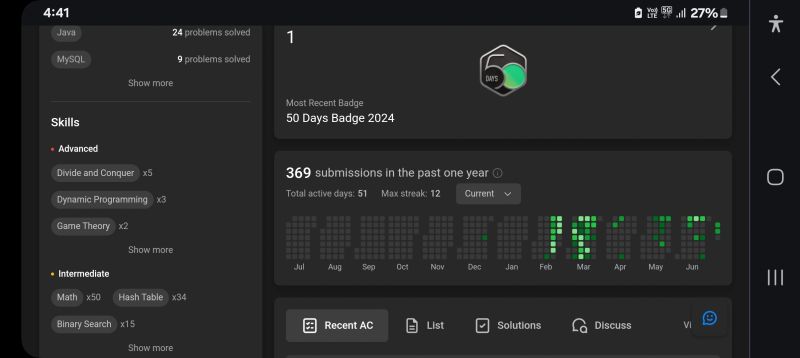 4:41
Vo)) LTE 5G 27%
Java 24 problems solved
MySQL 9 problems solved
Show more
Skills
Advanced
Divide and Conquer x5
Dynamic Programming x3
Game Theory x2
Show more
Intermediate
Math x50 Hash Table x34
Binary Search x15
Show more
1
50
DAYS
Most Recent Badge
50 Days Badge 2024
369 submissions in the past one year
Total active days: 51 Max streak: 12 Current
Jul Aug Sep Oct Nov Dec Jan Feb Mar Apr May Jun
Recent AC List Solutions Discuss